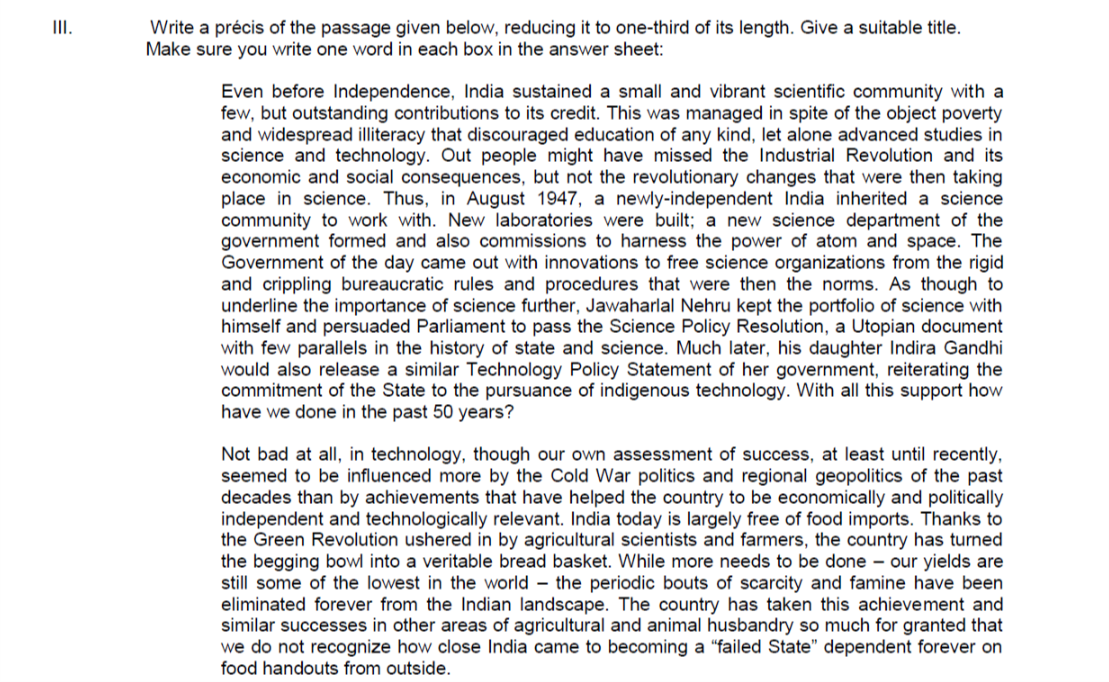 III. Write a précis of the passage given below, reducing it to one-third of its length. Give a suitable title.
Make sure you write one word in each box in the answer sheet:
Even before Independence, India sustained a small and vibrant scientific community with a
few, but outstanding contributions to its credit. This was managed in spite of the object poverty
and widespread illiteracy that discouraged education of any kind, let alone advanced studies in
science and technology. Out people might have missed the Industrial Revolution and its
economic and social consequences, but not the revolutionary changes that were then taking
place in science. Thus, in August 1947, a newly-independent India inherited a science
community to work with. New laboratories were built; a new science department of the
government formed and also commissions to harness the power of atom and space. The
Government of the day came out with innovations to free science organizations from the rigid
and crippling bureaucratic rules and procedures that were then the norms. As though to
underline the importance of science further, Jawaharlal Nehru kept the portfolio of science with
himself and persuaded Parliament to pass the Science Policy Resolution, a Utopian document
with few parallels in the history of state and science. Much later, his daughter Indira Gandhi
would also release a similar Technology Policy Statement of her government, reiterating the
commitment of the State to the pursuance of indigenous technology. With all this support how
have we done in the past 50 years?
Not bad at all, in technology, though our own assessment of success, at least until recently,
seemed to be influenced more by the Cold War politics and regional geopolitics of the past
decades than by achievements that have helped the country to be economically and politically
independent and technologically relevant. India today is largely free of food imports. Thanks to
the Green Revolution ushered in by agricultural scientists and farmers, the country has turned
the begging bowl into a veritable bread basket. While more needs to be done – our yields are
still some of the lowest in the world – the periodic bouts of scarcity and famine have been
eliminated forever from the Indian landscape. The country has taken this achievement and
similar successes in other areas of agricultural and animal husbandry so much for granted that
we do not recognize how close India came to becoming a “failed State” dependent forever on
food handouts from outside.